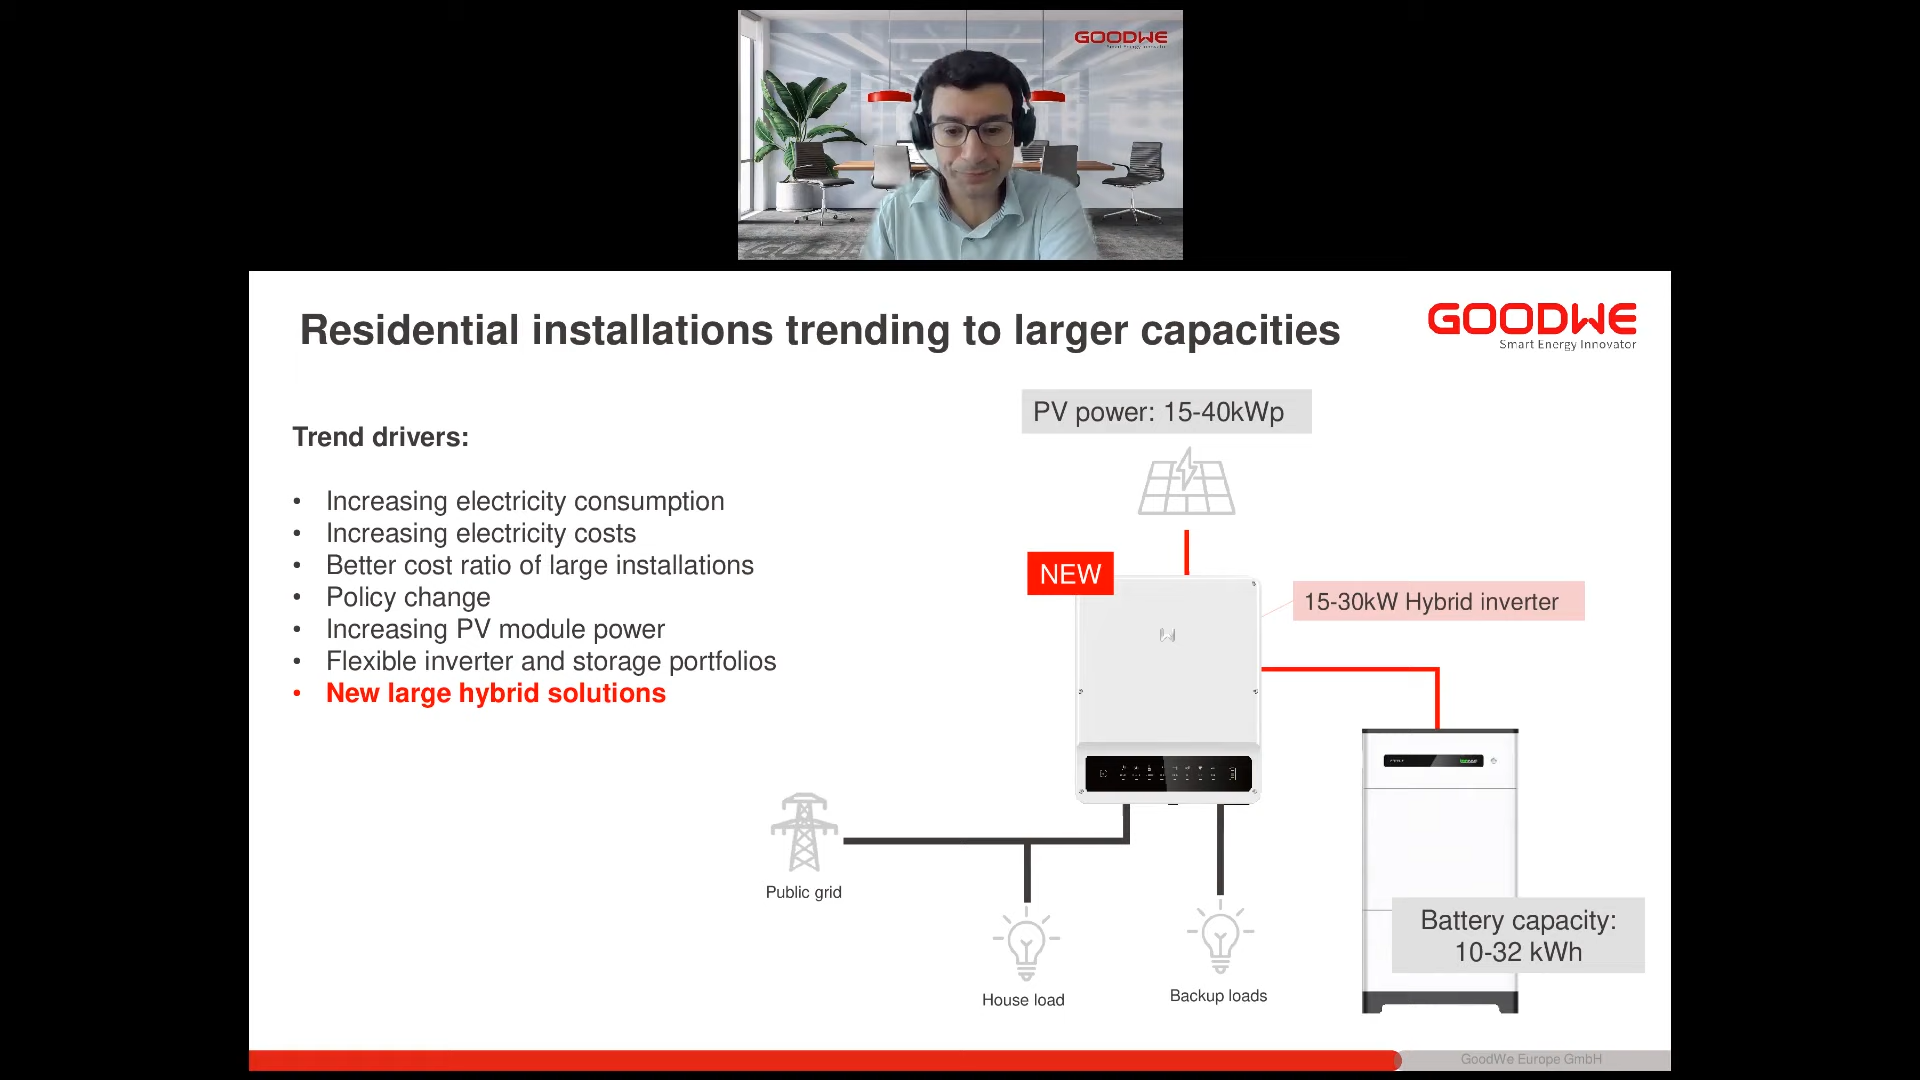 GOODWE
Smart Energy Innovator
Residential installations trending to larger capacities
GOODWE
Smart Energy Innovator
Trend drivers:
• Increasing electricity consumption
• Increasing electricity costs
• Better cost ratio of large installations
• Policy change
• Increasing PV module power
• Flexible inverter and storage portfolios
• New large hybrid solutions
PV power: 15-40kWp
NEW
15-30kW Hybrid inverter
Public grid
House load
Backup loads
Battery capacity:
10-32 kWh
GoodWe Europe GmbH